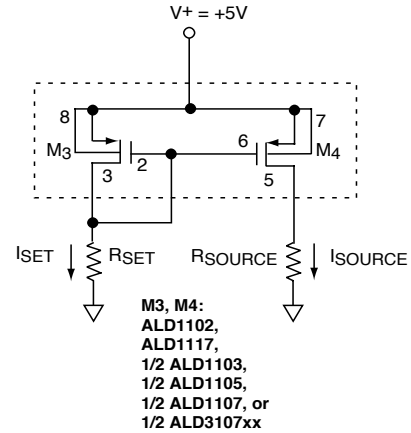 V+ = +5V
8
7
M3
2
6
M4
3
5
ISET
RSET
RSOURCE
ISOURCE
M3, M4:
ALD1102,
ALD1117,
1/2 ALD1103,
1/2 ALD1105,
1/2 ALD1107, or
1/2 ALD3107xx